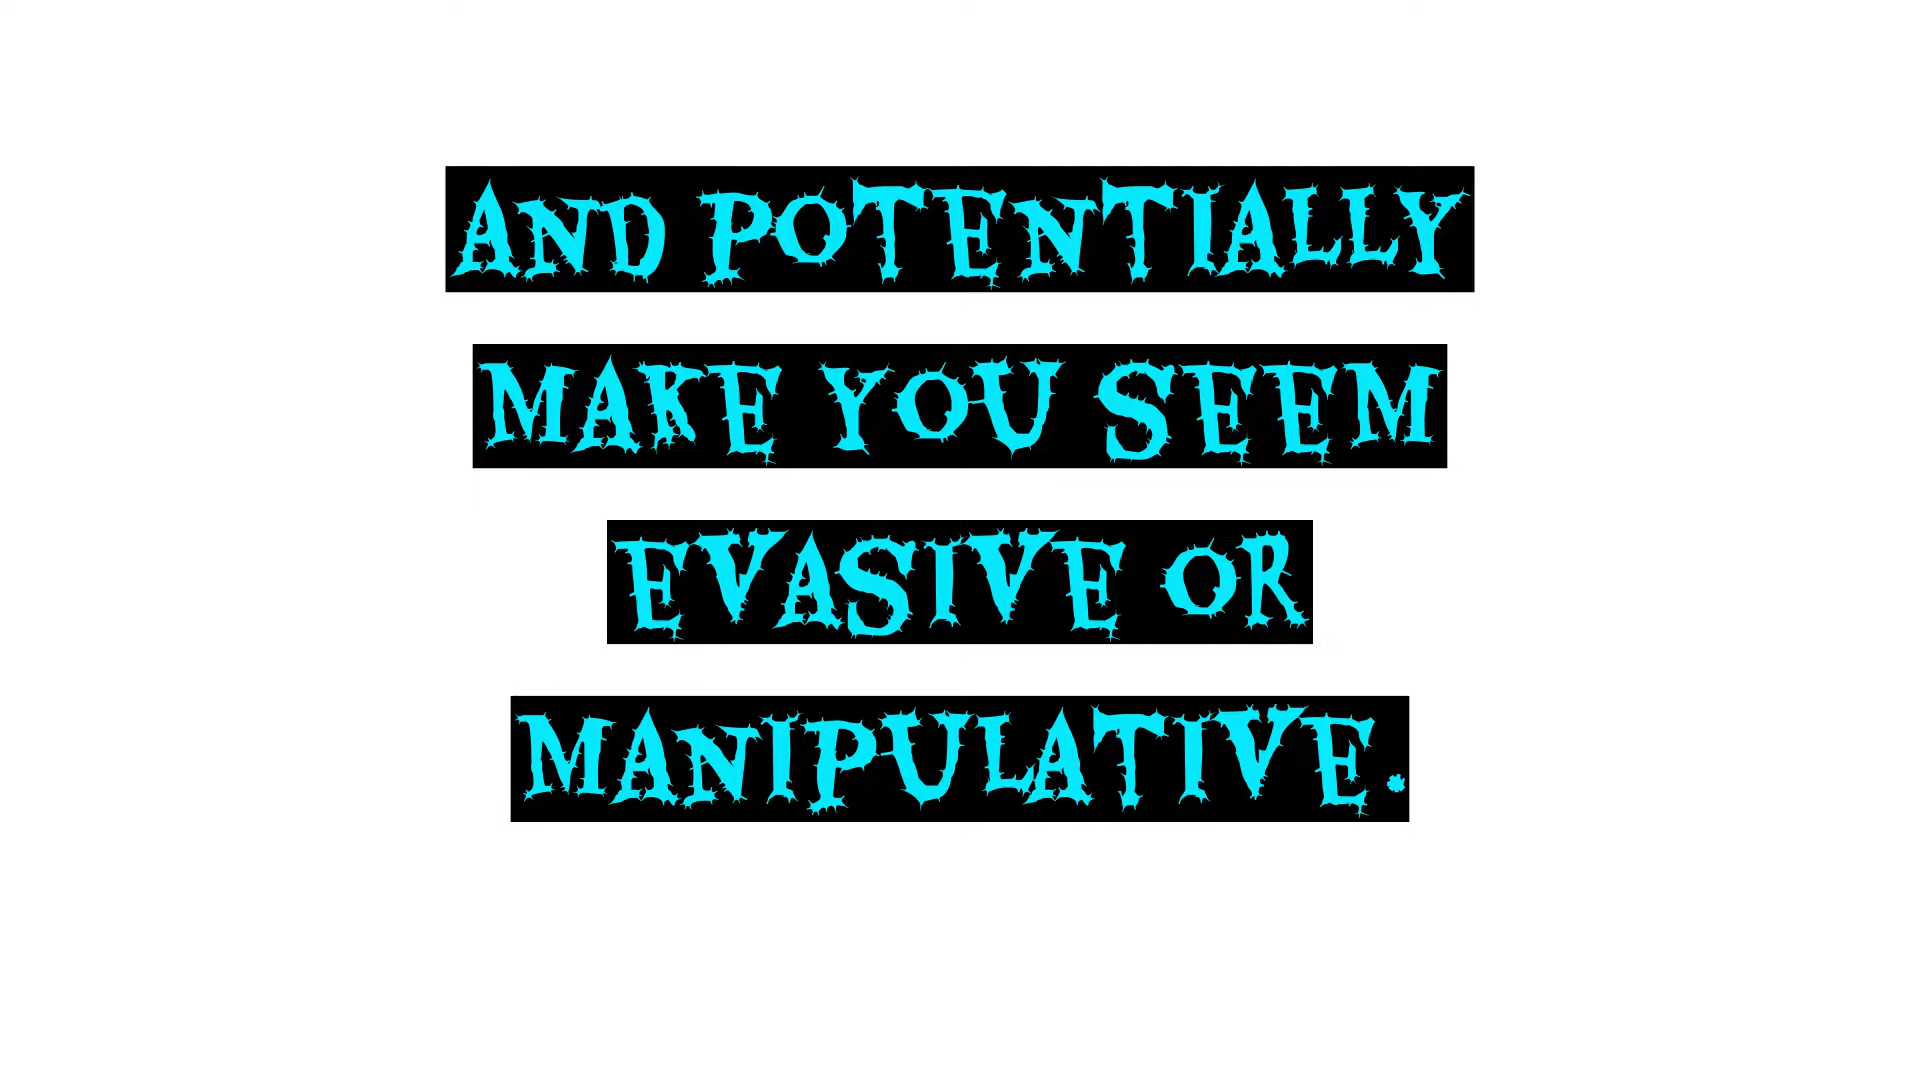 AND POTENTIALLY
MAKE YOU SEEM
EVASIVE OR
MANIPULATIVE.